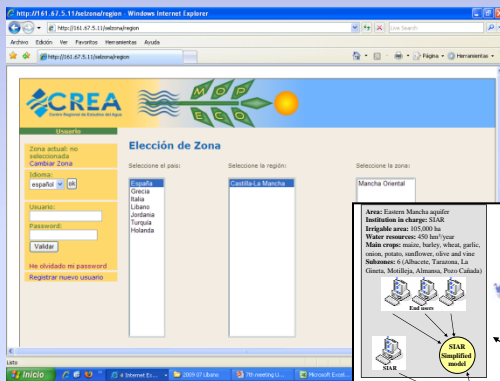 http://161.67.5.11/selzona/region - Windows Internet Explorer
http://161.67.5.11/selzona/region
Live Search
Archivo Edición Ver Favoritos Herramientas Ayuda
http://161.67.5.11/selzona/region
Página Herramientas
CREA
Centro Regional de Estudios del Agua
MOP
ECO
Usuario
Zona actual: no
seleccionada
Cambiar Zona
Idioma:
español ok
Usuario:
Password:
Validar
He olvidado mi password
Registrar nuevo usuario
Elección de Zona
Seleccione el pais:
Seleccione la región:
Seleccione la zona:
España
Grecia
Italia
Libano
Jordania
Turquia
Holanda
Castilla-La Mancha
Mancha Oriental
Area: Eastern Mancha aquifer
Institution in charge: SIAR
Irrigable area: 105,000 ha
Water resources: 450 hm³/year
Main crops: maize, barley, wheat, garlic,
onion, potato, sunflower, olive and vine
Subzones: 6 (Albacete, Tarazona, La
Gineta, Motilleja, Almansa, Pozo Cañada)
End users
SIAR
SIAR
Simplified
model
Listo
Inicio
4 Internet Ex...
2009 07 Libano
7th meeting U...
Microsoft Excel...